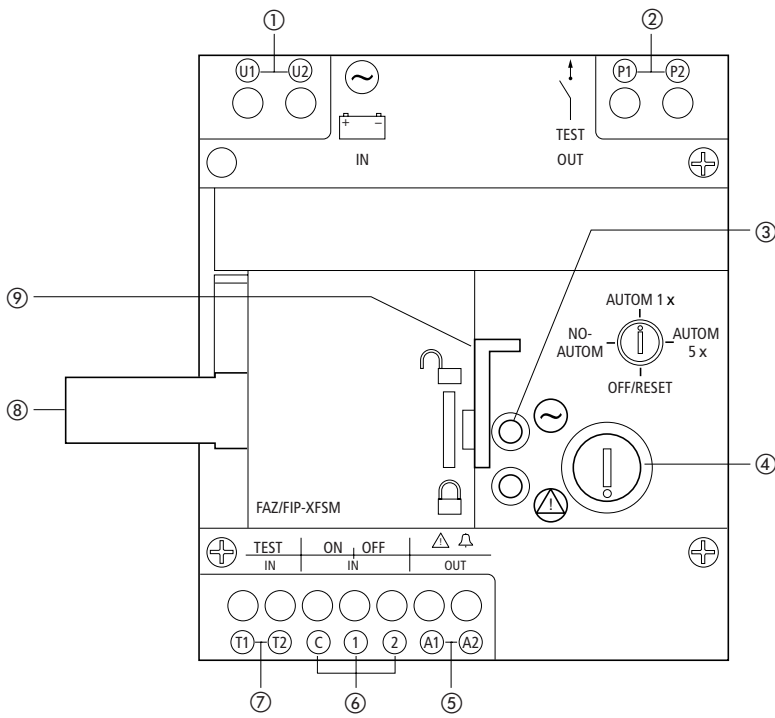 ① ②
U1 U2 P1 P2
+ −
TEST
IN OUT
③
⑨
AUTOM 1 x
NO-
AUTOM
AUTOM
5 x
OFF/RESET
⑧
④
FAZ/FIP-XFSM
TEST ON OFF
IN IN OUT
T1 T2 C 1 2 A1 A2
⑦ ⑥ ⑤